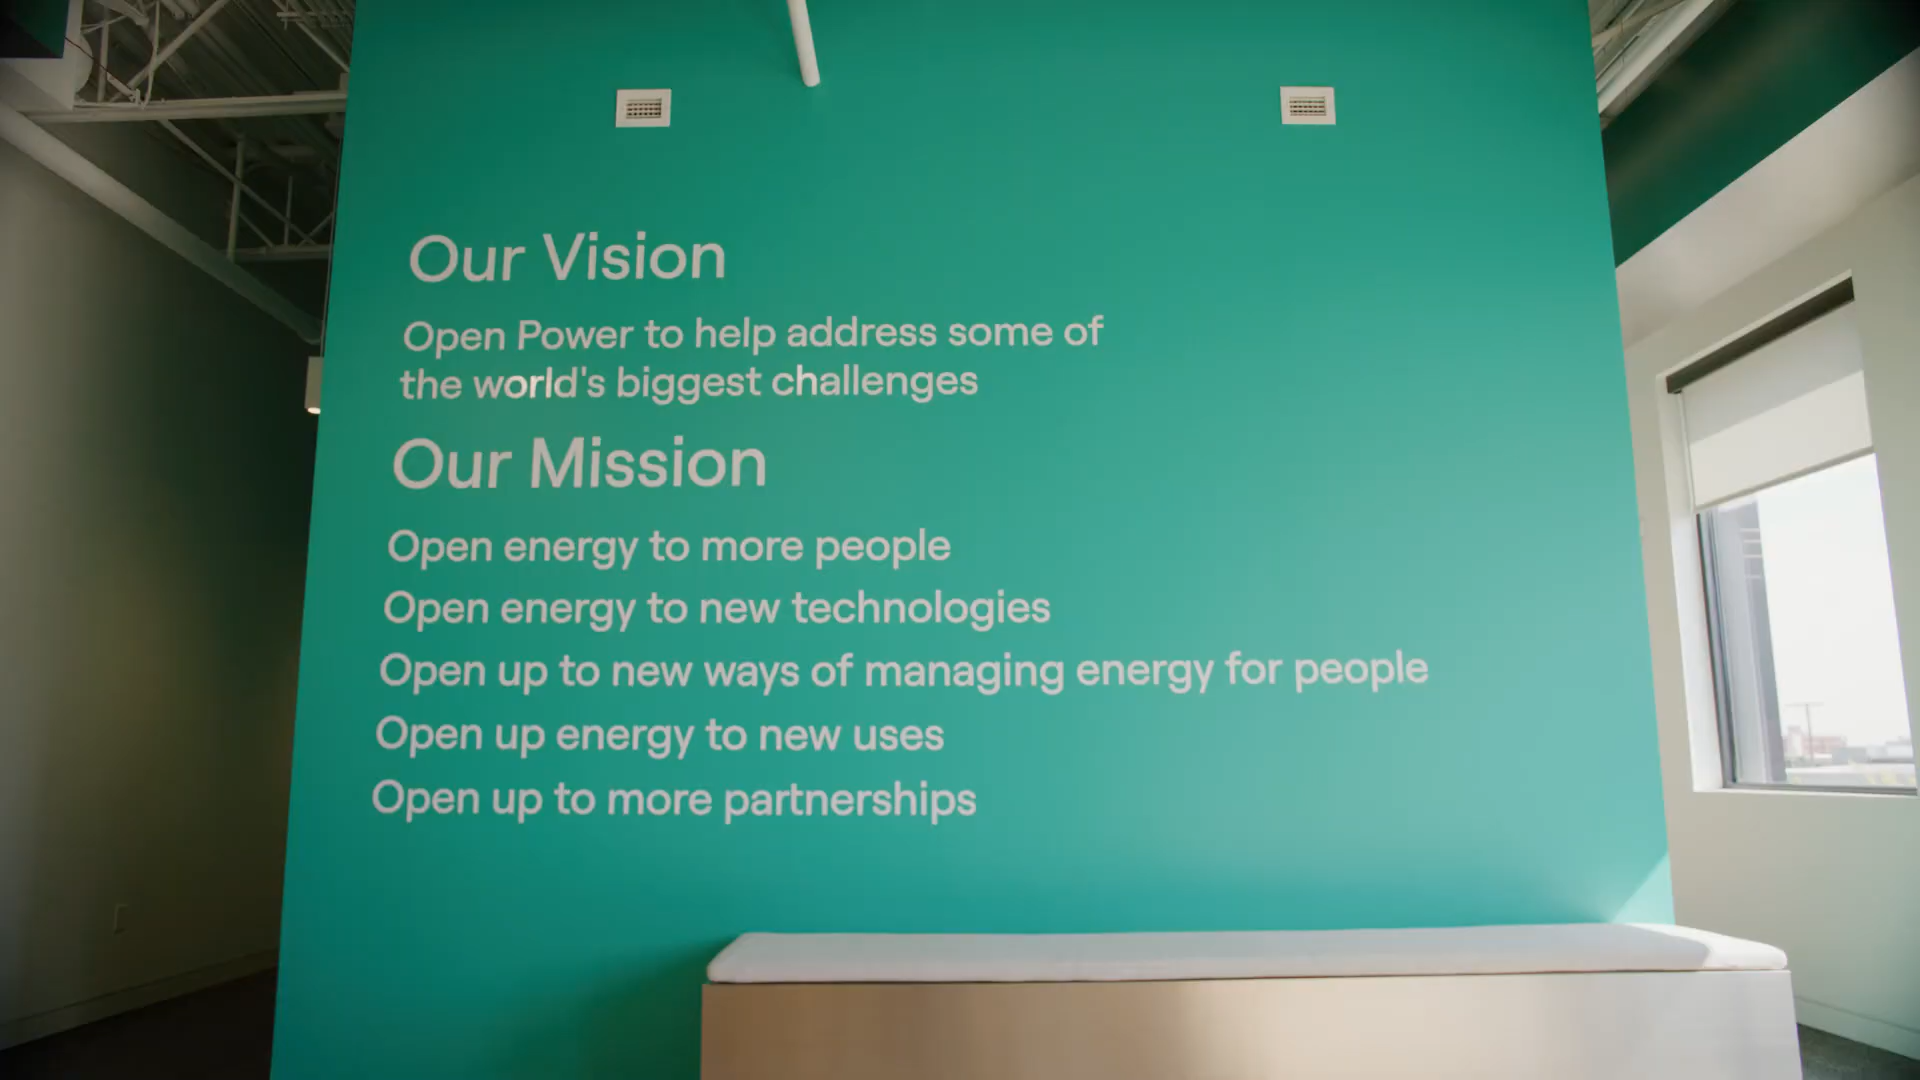 Our Vision
Open Power to help address some of
the world's biggest challenges
Our Mission
Open energy to more people
Open energy to new technologies
Open up to new ways of managing energy for people
Open up energy to new uses
Open up to more partnerships